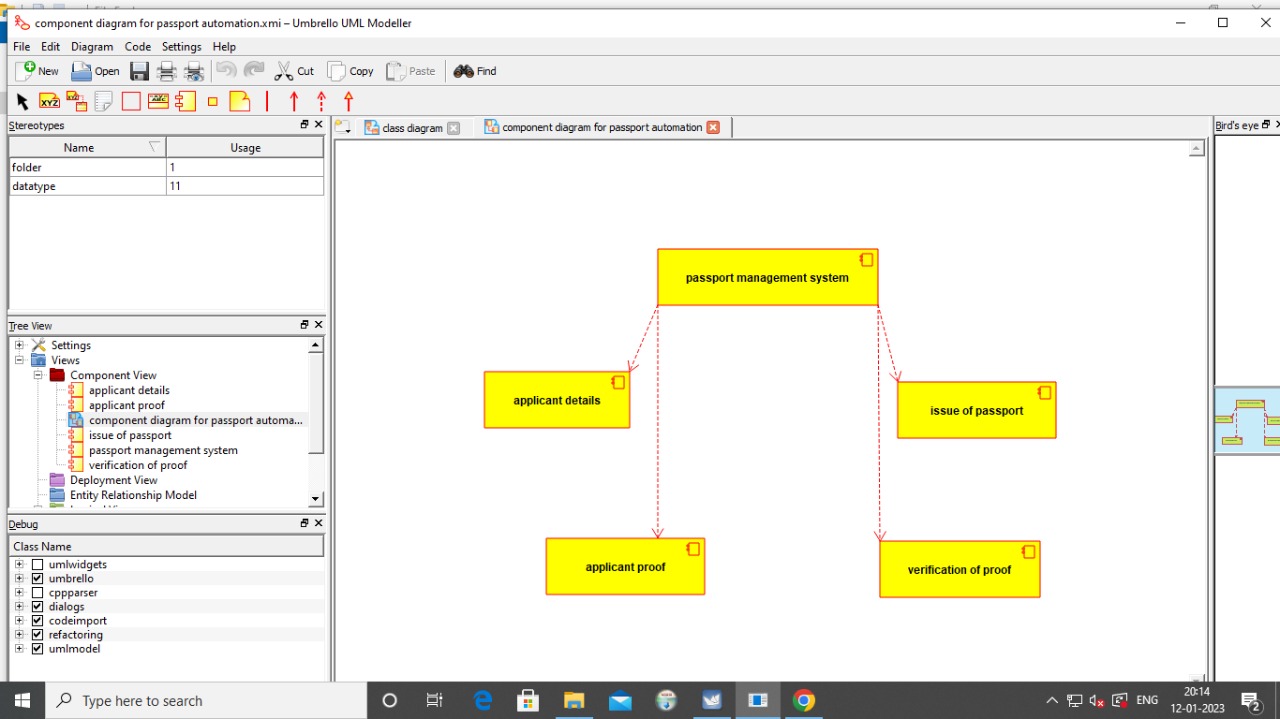 component diagram for passport automation.xmi – Umbrello UML Modeller
File Edit Diagram Code Settings Help
New Open Cut Copy Paste Find
XYZ XYZ ABC
Stereotypes
Name Usage
folder 1
datatype 11
class diagram component diagram for passport automation
Bird's eye
passport management system
applicant details
issue of passport
applicant proof
verification of proof
Tree View
Settings
Views
Component View
applicant details
applicant proof
component diagram for passport automa...
issue of passport
passport management system
verification of proof
Deployment View
Entity Relationship Model
Debug
Class Name
umlwidgets
umbrello
cppparser
dialogs
codeimport
refactoring
umlmodel
Type here to search
ENG
20:14
12-01-2023
2